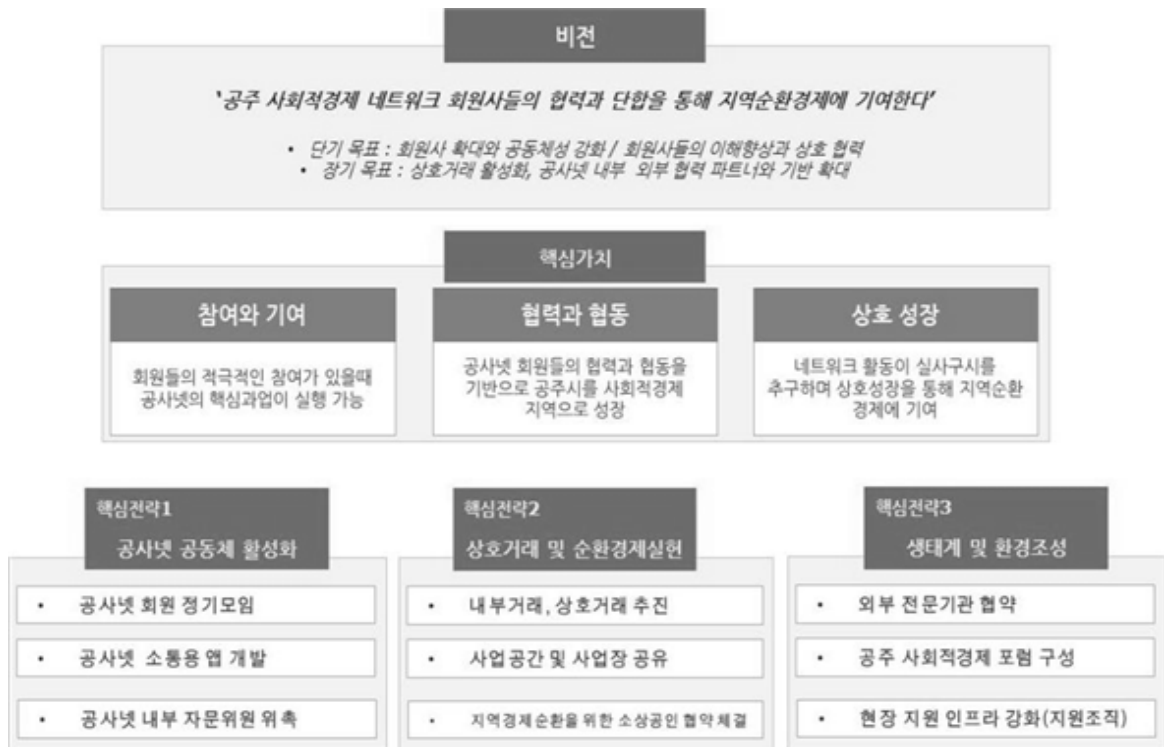 비전
'공주 사회적경제 네트워크 회원사들의 협력과 단합을 통해 지역순환경제에 기여한다'
• 단기 목표 : 회원사 확대와 공동체성 강화 / 회원사들의 이해향상과 상호 협력
• 장기 목표 : 상호거래 활성화, 공사넷 내부 외부 협력 파트너와 기반 확대
핵심가치
참여와 기여
회원들의 적극적인 참여가 있을때
공사넷의 핵심과업이 실행 가능
협력과 협동
공사넷 회원들의 협력과 협동을
기반으로 공주시를 사회적경제
지역으로 성장
상호 성장
네트워크 활동이 실사구시를
추구하며 상호성장을 통해 지역순환
경제에 기여
핵심전략1
공사넷 공동체 활성화
• 공사넷 회원 정기모임
• 공사넷 소통용 앱 개발
• 공사넷 내부 자문위원 위촉
핵심전략2
상호거래 및 순환경제실현
• 내부거래, 상호거래 추진
• 사업공간 및 사업장 공유
• 지역경제순환을 위한 소상공인 협약 체결
핵심전략3
생태계 및 환경조성
• 외부 전문기관 협약
• 공주 사회적경제 포럼 구성
• 현장 지원 인프라 강화(지원조직)